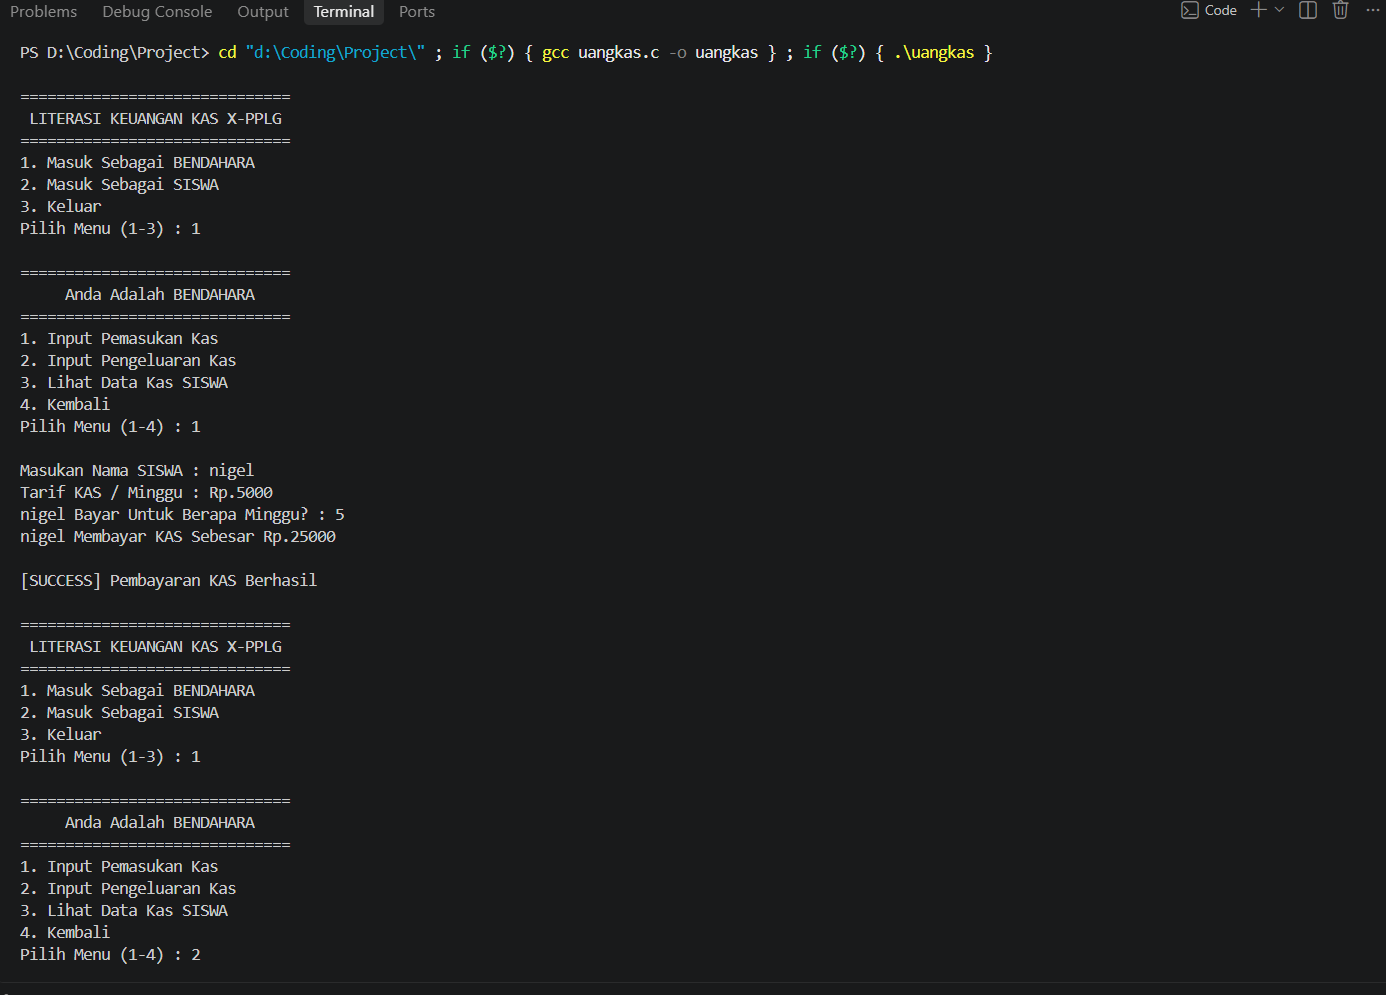 Problems Debug Console Output Terminal Ports Code
PS D:\Coding\Project> cd "d:\Coding\Project\" ; if ($?) { gcc uangkas.c -o uangkas } ; if ($?) { .\uangkas }
==============================
LITERASI KEUANGAN KAS X-PPLG
==============================
1. Masuk Sebagai BENDAHARA
2. Masuk Sebagai SISWA
3. Keluar
Pilih Menu (1-3) : 1
==============================
Anda Adalah BENDAHARA
==============================
1. Input Pemasukan Kas
2. Input Pengeluaran Kas
3. Lihat Data Kas SISWA
4. Kembali
Pilih Menu (1-4) : 1
Masukan Nama SISWA : nigel
Tarif KAS / Minggu : Rp.5000
nigel Bayar Untuk Berapa Minggu? : 5
nigel Membayar KAS Sebesar Rp.25000
[SUCCESS] Pembayaran KAS Berhasil
==============================
LITERASI KEUANGAN KAS X-PPLG
==============================
1. Masuk Sebagai BENDAHARA
2. Masuk Sebagai SISWA
3. Keluar
Pilih Menu (1-3) : 1
==============================
Anda Adalah BENDAHARA
==============================
1. Input Pemasukan Kas
2. Input Pengeluaran Kas
3. Lihat Data Kas SISWA
4. Kembali
Pilih Menu (1-4) : 2